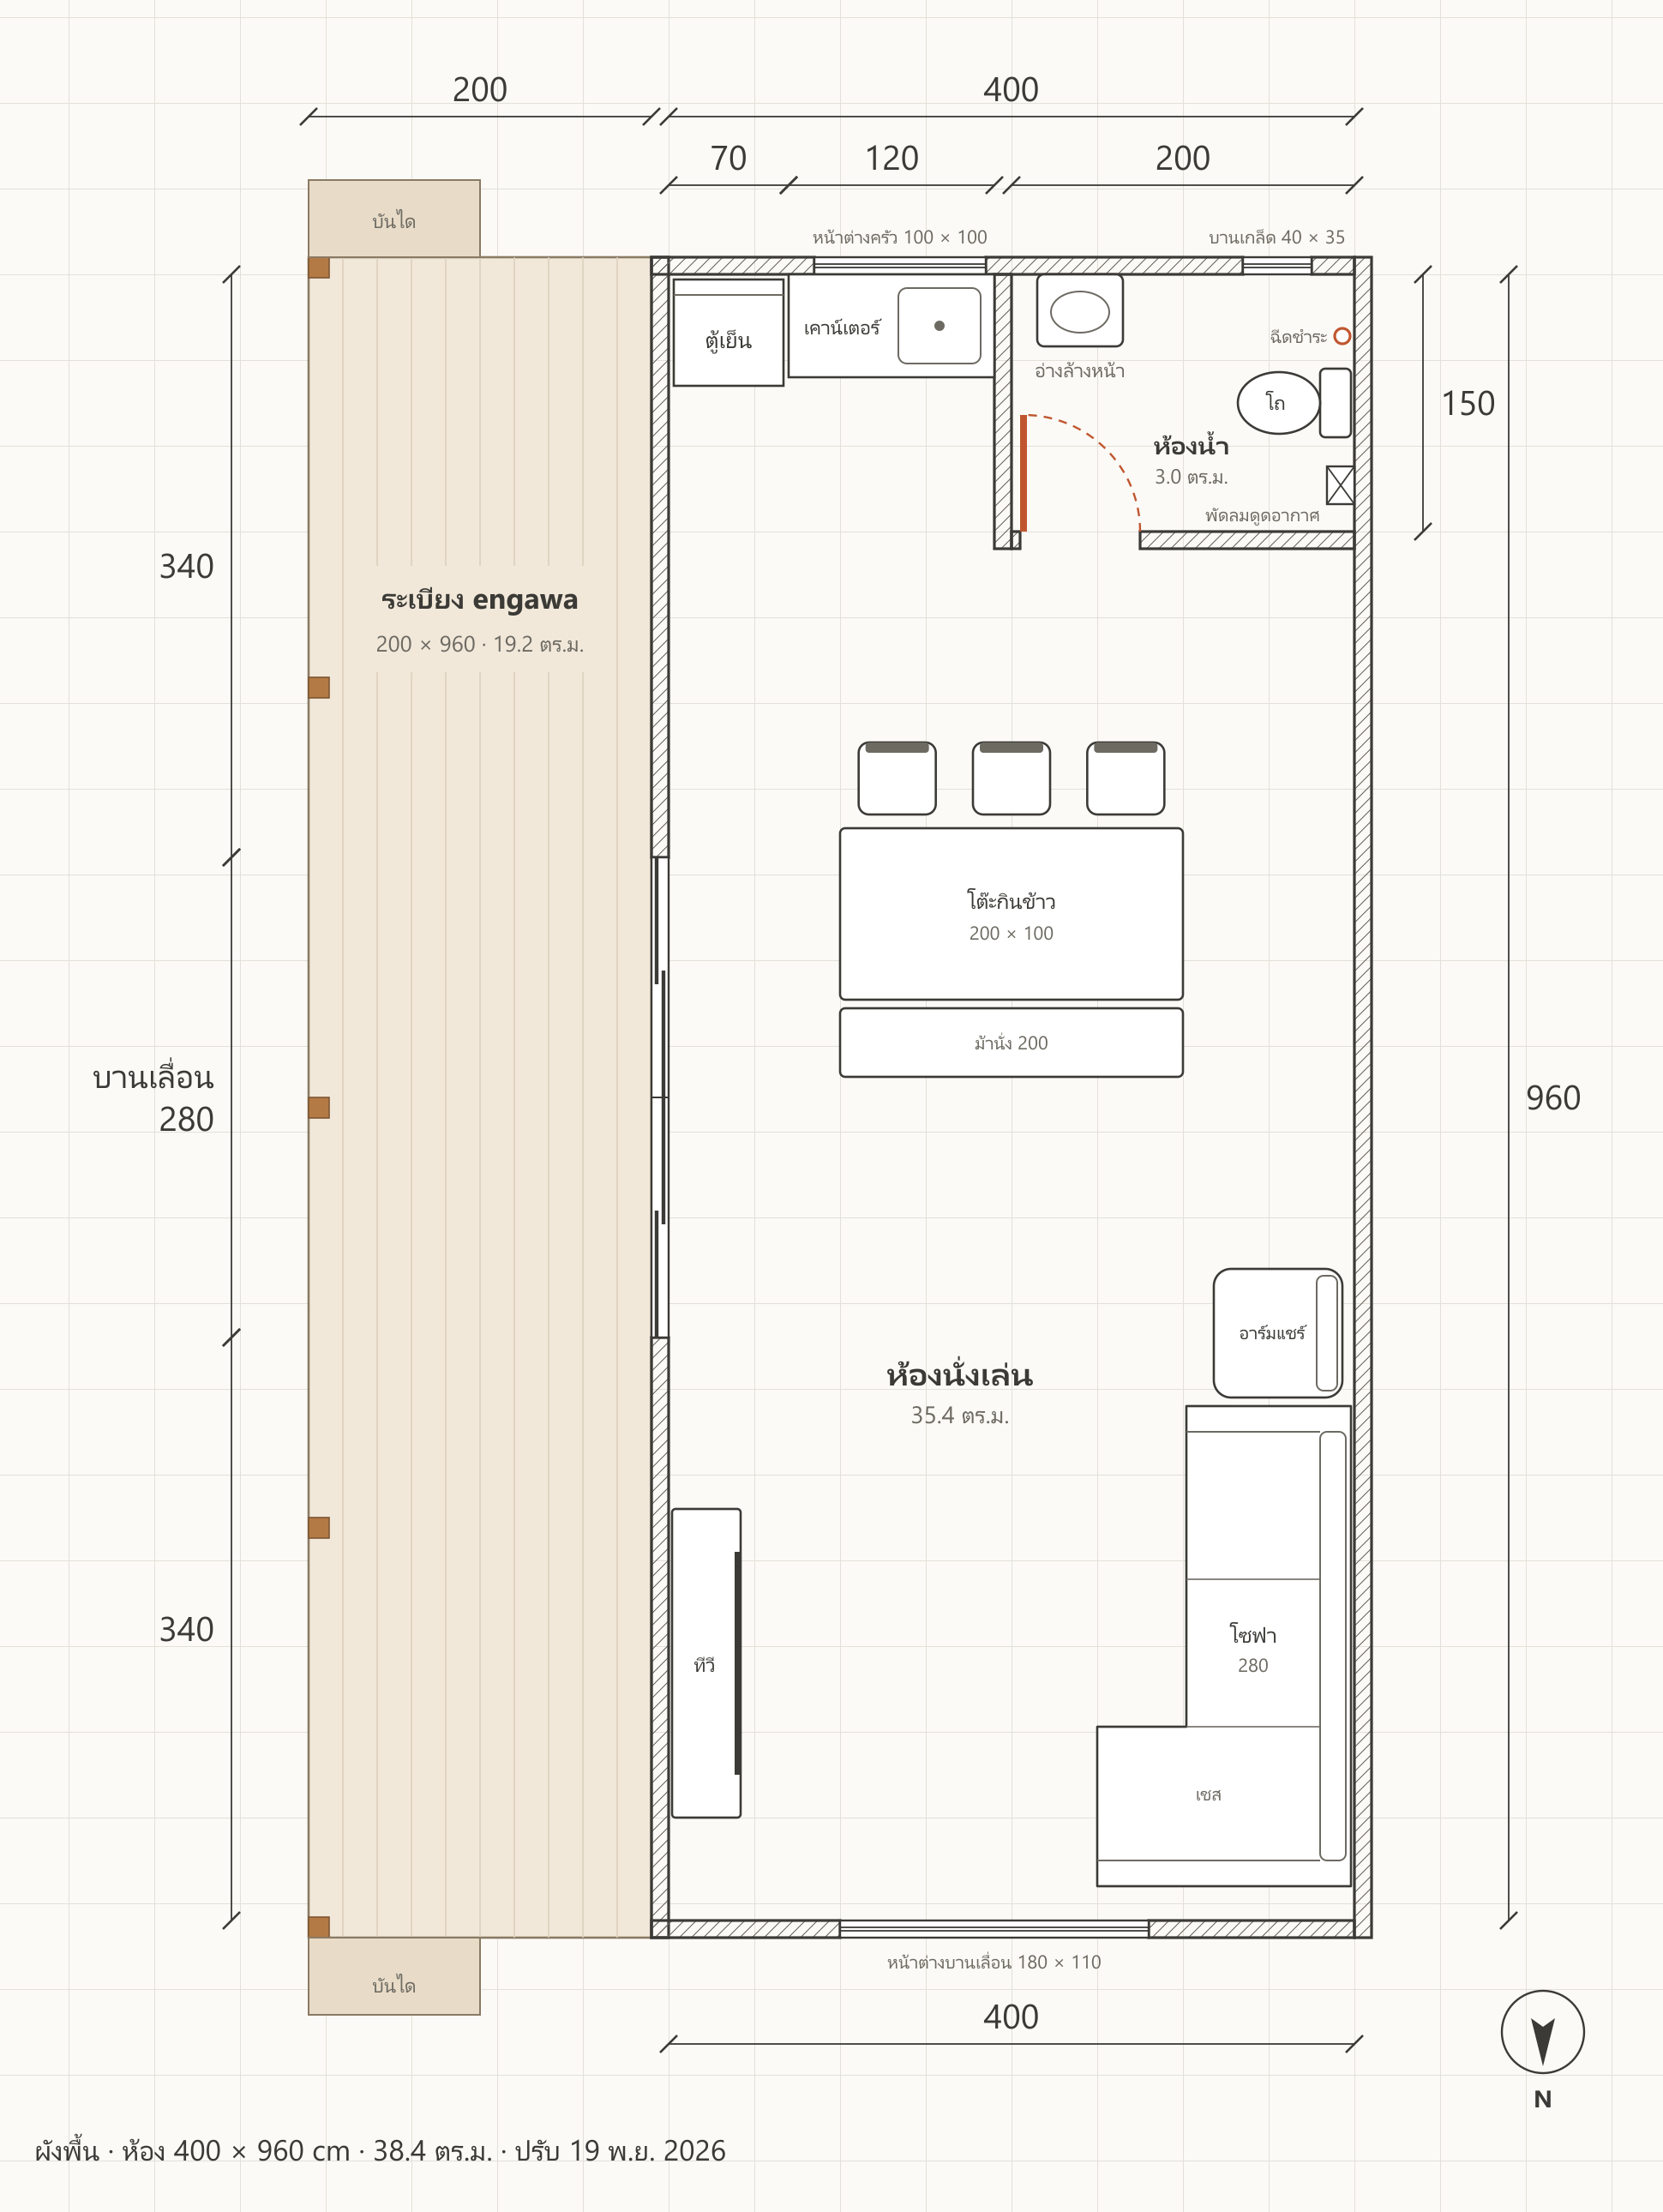 200
400
70
120
200
บันได
หน้าต่างครัว 100 × 100
บานเกล็ด 40 × 35
ตู้เย็น
เคาน์เตอร์
ฉีดชำระ
อ่างล้างหน้า
โถ
150
ห้องน้ำ
3.0 ตร.ม.
พัดลมดูดอากาศ
340
ระเบียง engawa
200 × 960 · 19.2 ตร.ม.
โต๊ะกินข้าว
200 × 100
ม้านั่ง 200
บานเลื่อน
280
960
อาร์มแชร์
ห้องนั่งเล่น
35.4 ตร.ม.
340
ทีวี
โซฟา
280
เชส
หน้าต่างบานเลื่อน 180 × 110
บันได
400
N
ผังพื้น · ห้อง 400 × 960 cm · 38.4 ตร.ม. · ปรับ 19 พ.ย. 2026